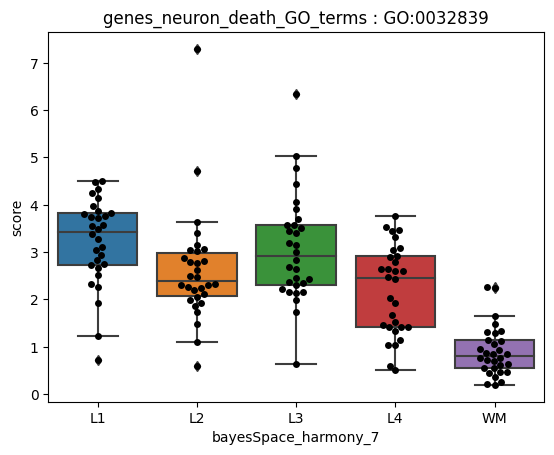 genes_neuron_death_GO_terms : GO:0032839
7
6
5
4
3
2
1
0
score
L1 L2 L3 L4 WM
bayesSpace_harmony_7